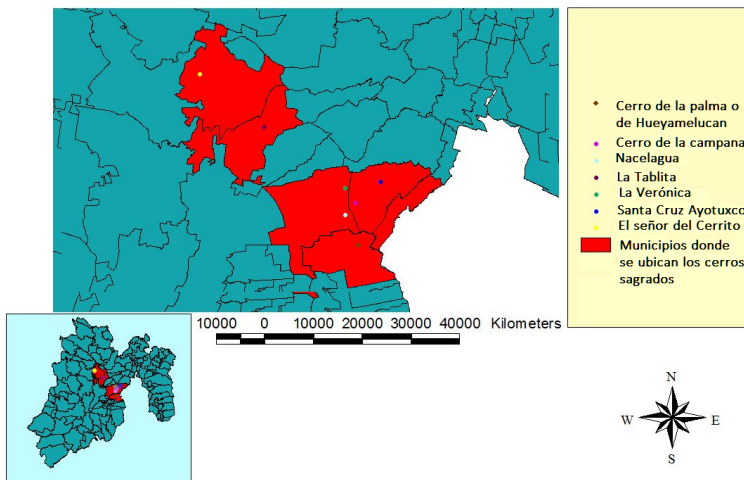 Cerro de la palma o
de Hueyamelucan
Cerro de la campana
Nacelagua
La Tablita
La Verónica
Santa Cruz Ayotuxco
El señor del Cerrito
Municipios donde
se ubican los cerros
sagrados
10000 0 10000 20000 30000 40000 Kilometers
N
W E
S